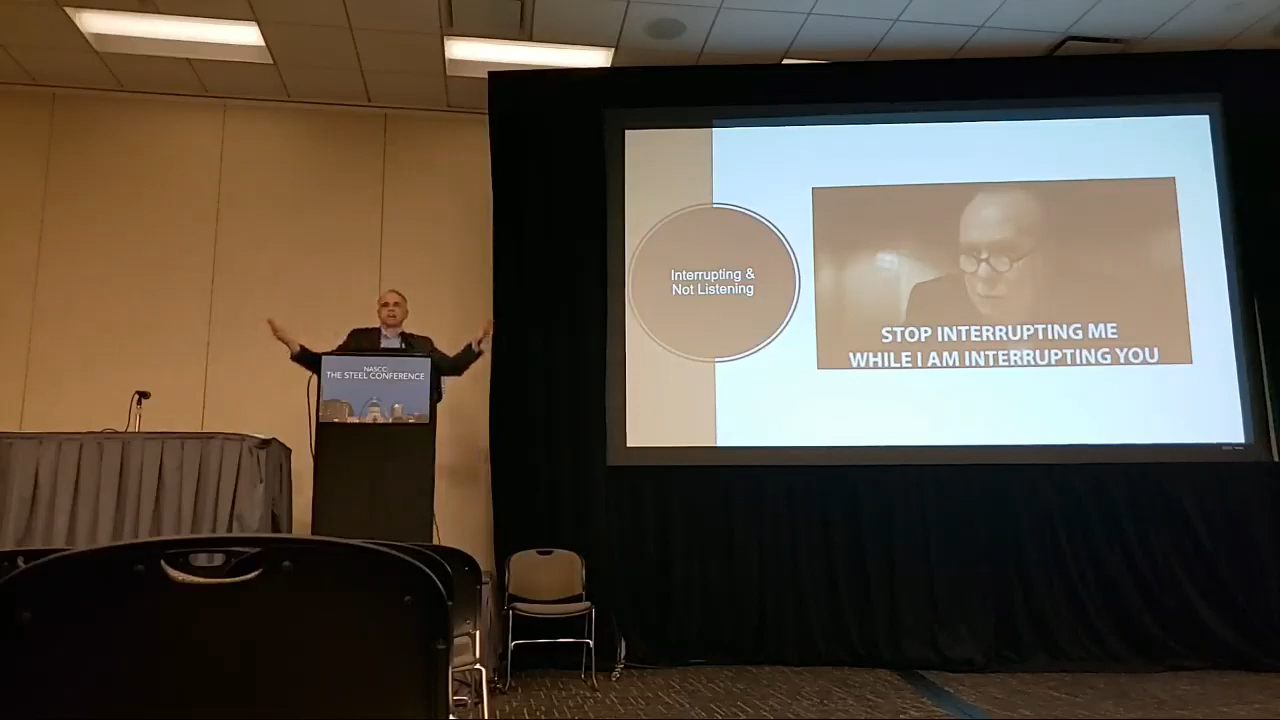 NASCC:
THE STEEL CONFERENCE
Interrupting &
Not Listening
STOP INTERRUPTING ME
WHILE I AM INTERRUPTING YOU